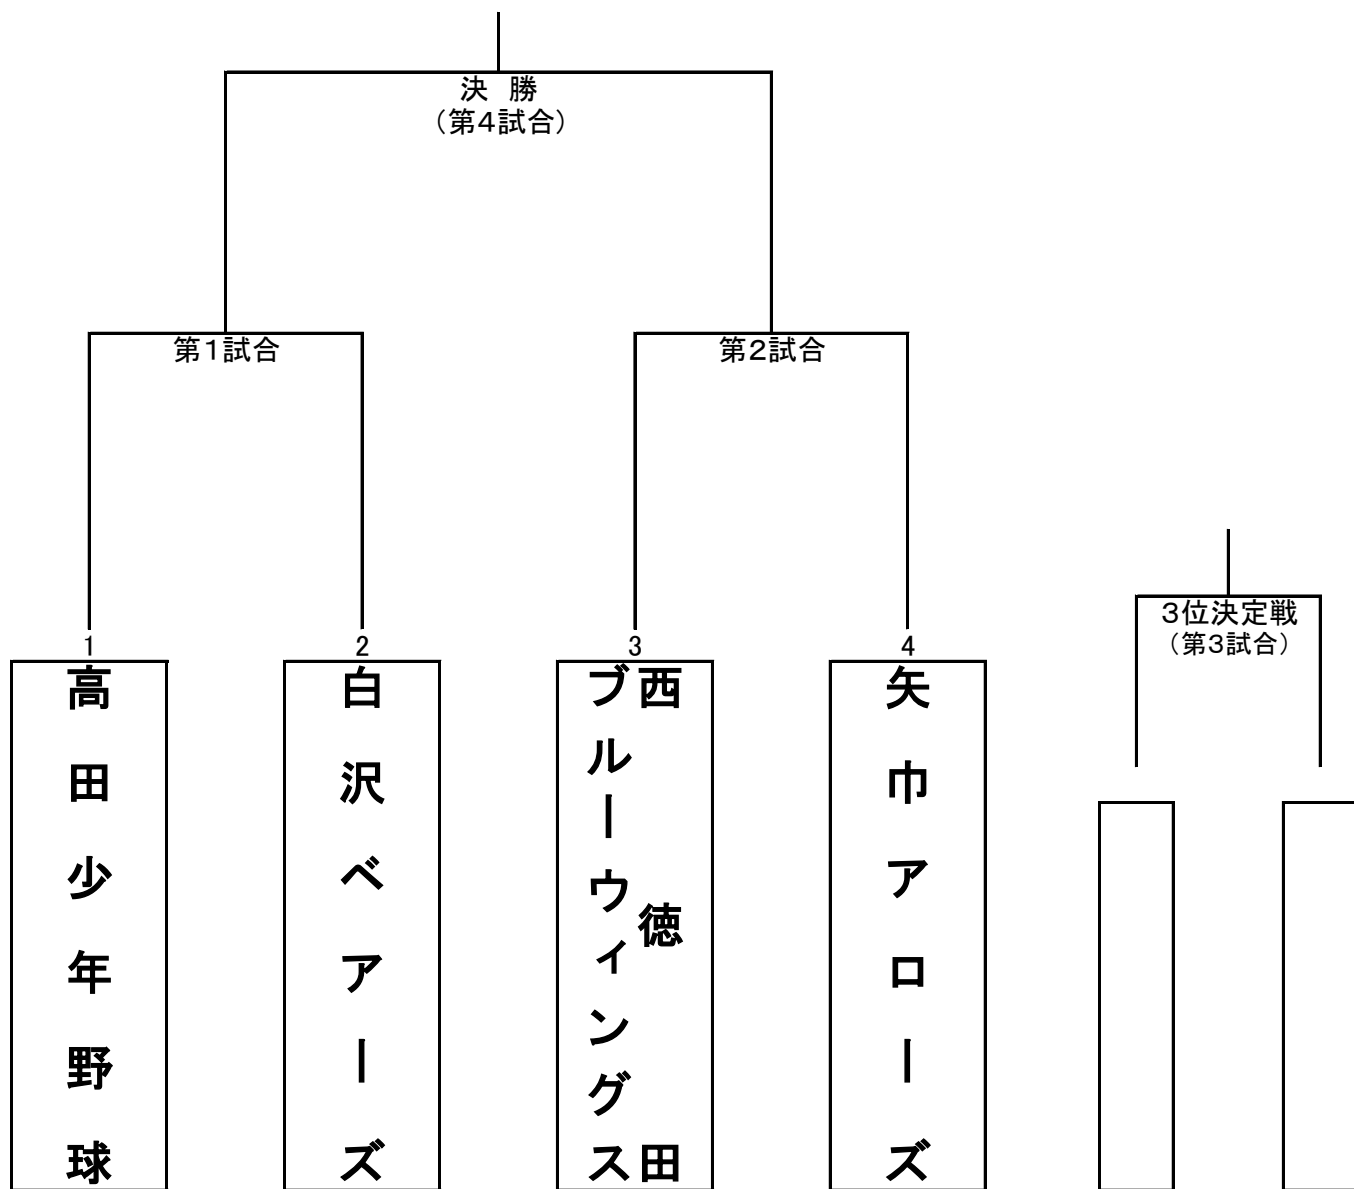 決 勝
（第4試合）
第1試合
第2試合
3位決定戦
（第3試合）
1
2
3
4
高田少年野球
白沢ベアーズ
西徳田
ブルーウィングス
矢巾アローズ